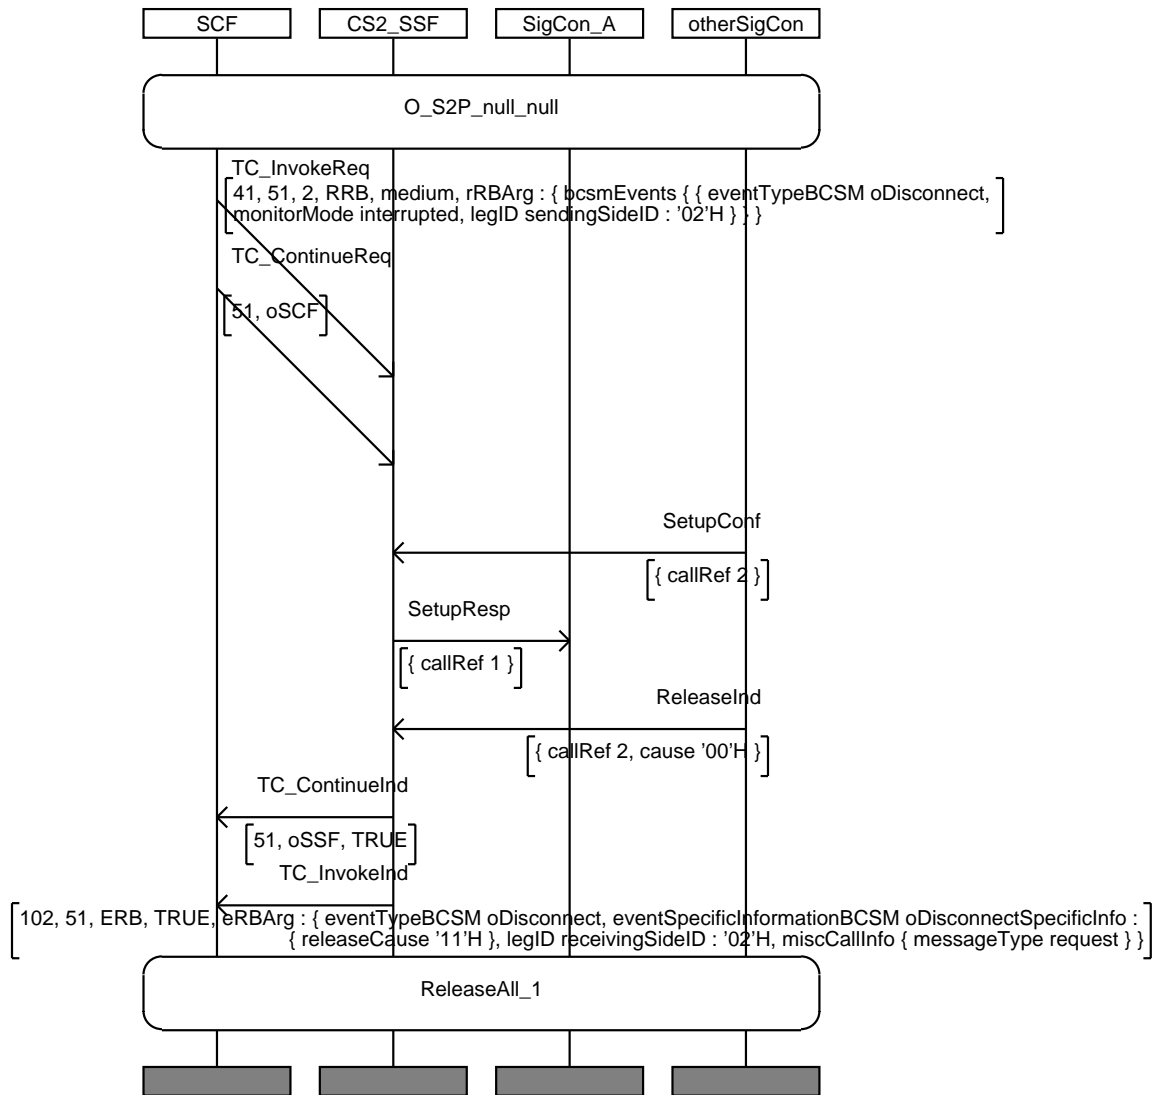 SCF CS2_SSF SigCon_A otherSigCon
O_S2P_null_null
TC_InvokeReq
41, 51, 2, RRB, medium, rRBArg : { bcsmEvents { { eventTypeBCSM oDisconnect,
monitorMode interrupted, legID sendingSideID : '02'H } } }
TC_ContinueReq
51, oSCF
SetupConf
{ callRef 2 }
SetupResp
{ callRef 1 }
ReleaseInd
{ callRef 2, cause '00'H }
TC_ContinueInd
51, oSSF, TRUE
TC_InvokeInd
102, 51, ERB, TRUE, eRBArg : { eventTypeBCSM oDisconnect, eventSpecificInformationBCSM oDisconnectSpecificInfo :
{ releaseCause '11'H }, legID receivingSideID : '02'H, miscCallInfo { messageType request } }
ReleaseAll_1